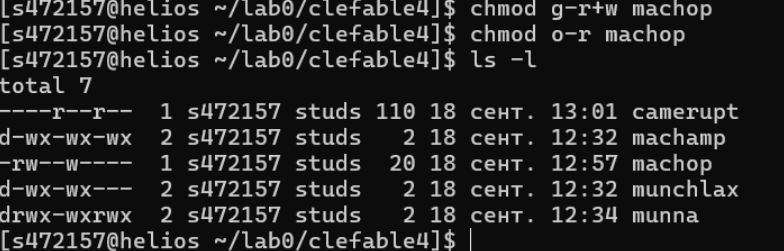 [s472157@helios ~/lab0/clefable4]$ chmod g-r+w machop
[s472157@helios ~/lab0/clefable4]$ chmod o-r machop
[s472157@helios ~/lab0/clefable4]$ ls -l
total 7
----r--r--  1 s472157 studs 110 18 сент. 13:01 camerupt
d-wx-wx-wx  2 s472157 studs   2 18 сент. 12:32 machamp
-rw--w----  1 s472157 studs  20 18 сент. 12:57 machop
d-wx-wx---  2 s472157 studs   2 18 сент. 12:32 munchlax
drwx-wxrwx  2 s472157 studs   2 18 сент. 12:34 munna
[s472157@helios ~/lab0/clefable4]$